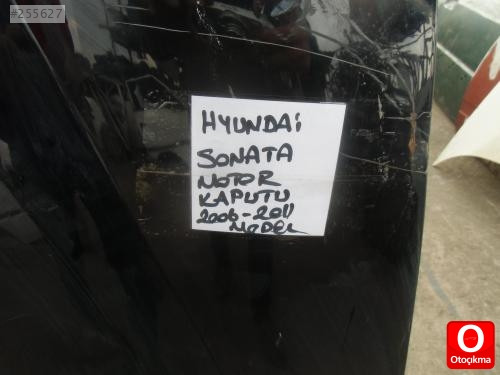 #255627
HYUNDAİ
SONATA
MOTOR
KAPUTU
2006-2011
MODEL
O
Otoçıkma